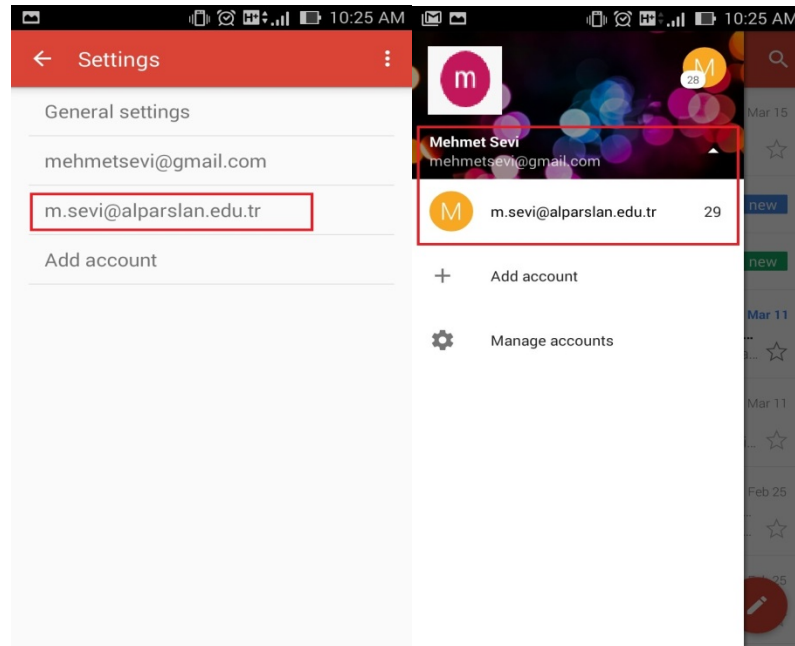 10:25 AM
Settings
General settings
mehmetsevi@gmail.com
m.sevi@alparslan.edu.tr
Add account
10:25 AM
m
M
28
Mehmet Sevi
mehmetsevi@gmail.com
M
m.sevi@alparslan.edu.tr 29
Add account
Manage accounts
Mar 15
new
new
Mar 11
Mar 11
Feb 25
25